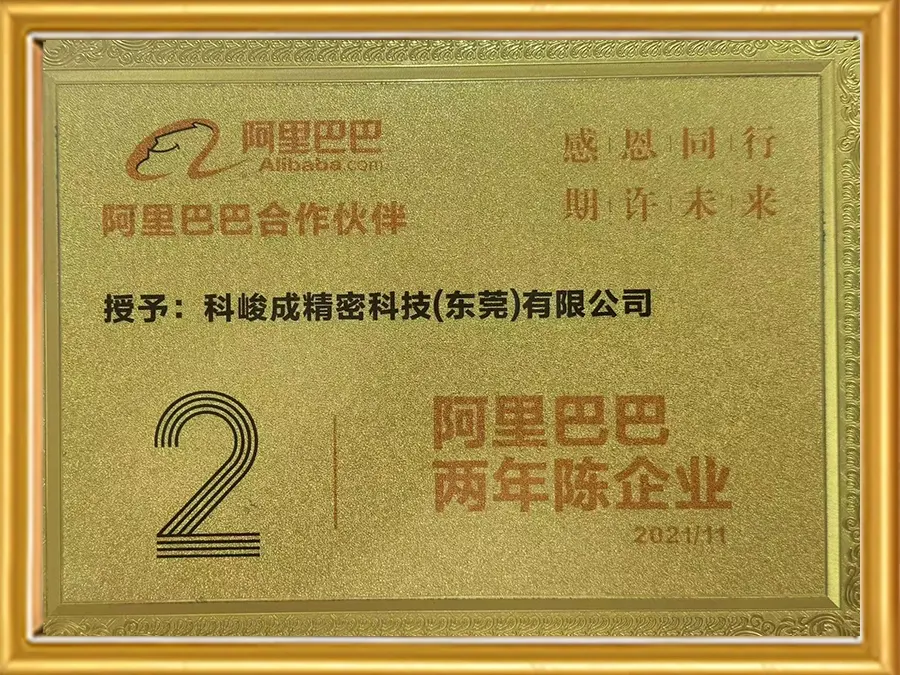 阿里巴巴
Alibaba.com
阿里巴巴合作伙伴
感 | 恩 | 同 | 行
期 | 许 | 未 | 来
授予：科峻成精密科技(东莞)有限公司
2
阿里巴巴
两年陈企业
2021/11